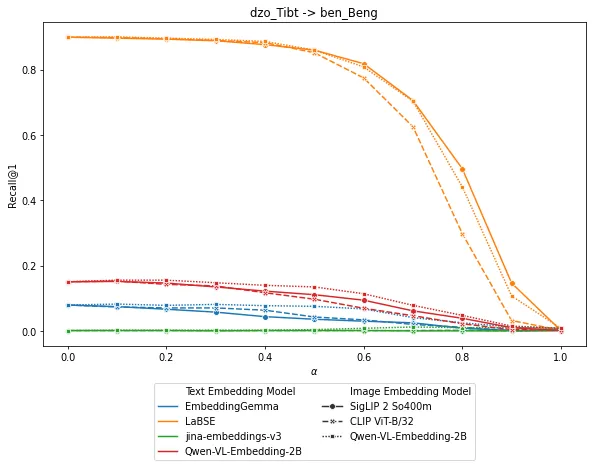 dzo_Tibt -> ben_Beng
Recall@1
0.8
0.6
0.4
0.2
0.0
0.0 0.2 0.4 0.6 0.8 1.0
α
Text Embedding Model
EmbeddingGemma
LaBSE
jina-embeddings-v3
Qwen-VL-Embedding-2B
Image Embedding Model
SigLIP 2 So400m
CLIP ViT-B/32
Qwen-VL-Embedding-2B